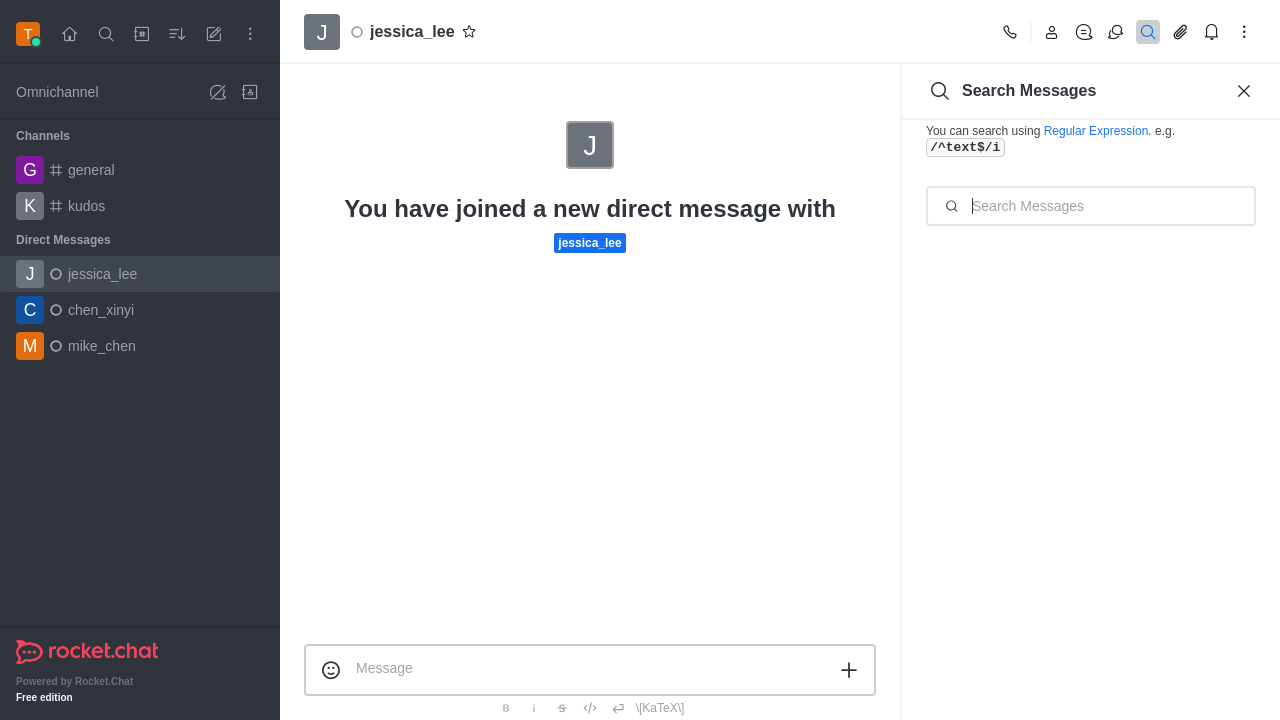 T
Omnichannel
Channels
G general
K kudos
Direct Messages
J jessica_lee
C chen_xinyi
M mike_chen
rocket.chat
Powered by Rocket.Chat
Free edition
J jessica_lee
J
You have joined a new direct message with
jessica_lee
Message
B i S \[KaTeX\]
Search Messages
You can search using Regular Expression. e.g.
/^text$/i
Search Messages